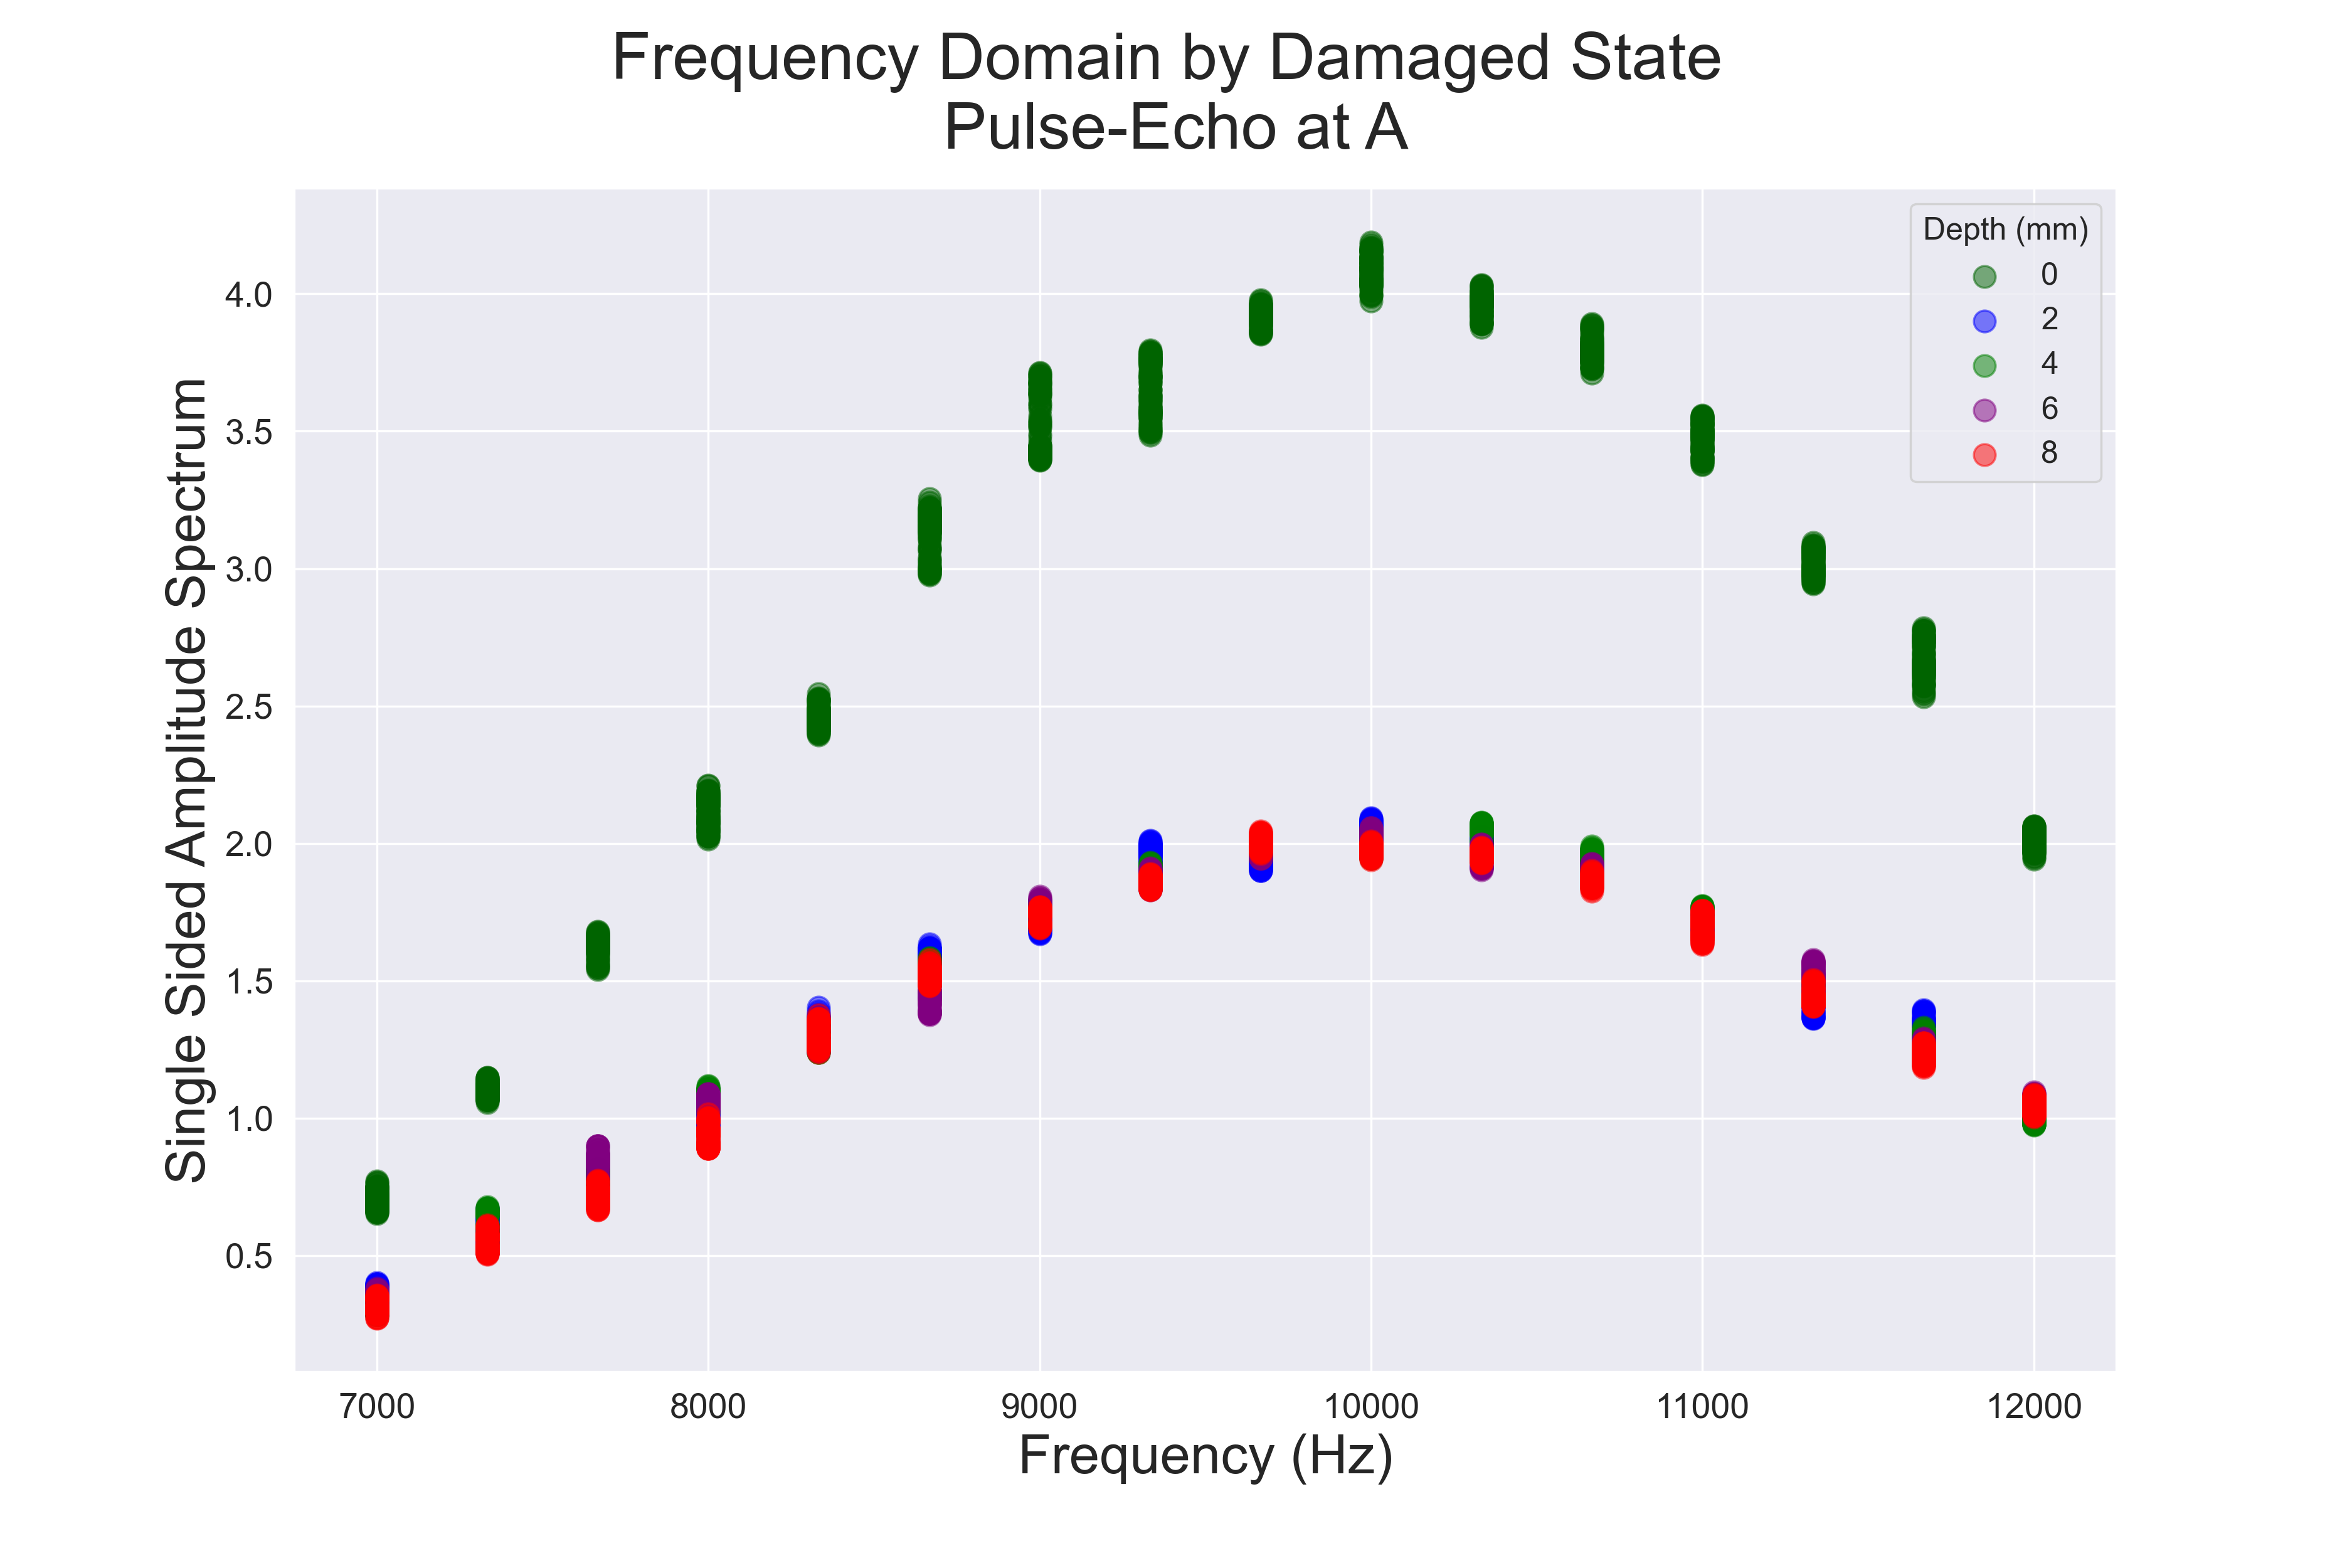 Frequency Domain by Damaged State
Pulse-Echo at A
Single Sided Amplitude Spectrum
4.0
3.5
3.0
2.5
2.0
1.5
1.0
0.5
Depth (mm)
0
2
4
6
8
7000 8000 9000 10000 11000 12000
Frequency (Hz)